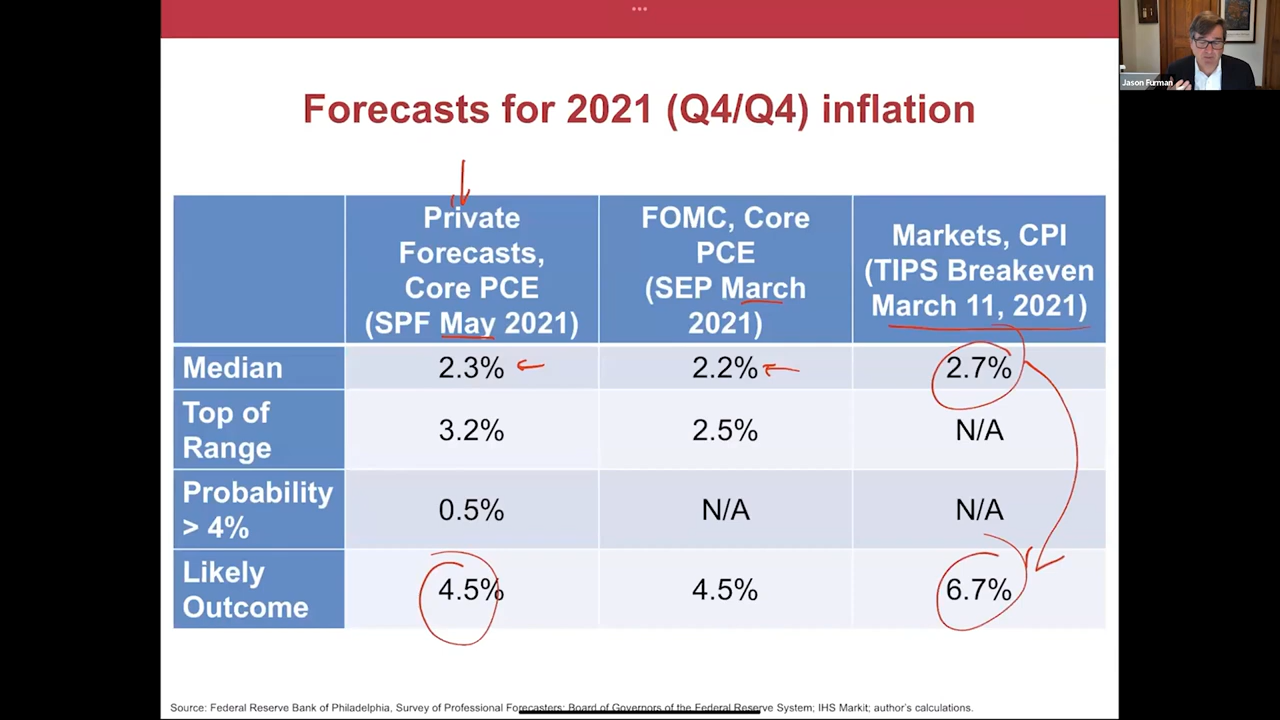 Jason Furman
Forecasts for 2021 (Q4/Q4) inflation
Private
Forecasts,
Core PCE
(SPF May 2021)
FOMC, Core
PCE
(SEP March
2021)
Markets, CPI
(TIPS Breakeven
March 11, 2021)
Median
2.3%
2.2%
2.7%
Top of
Range
3.2%
2.5%
N/A
Probability
> 4%
0.5%
N/A
N/A
Likely
Outcome
4.5%
4.5%
6.7%
Source: Federal Reserve Bank of Philadelphia, Survey of Professional Forecasters; Board of Governors of the Federal Reserve System; IHS Markit; author's calculations.